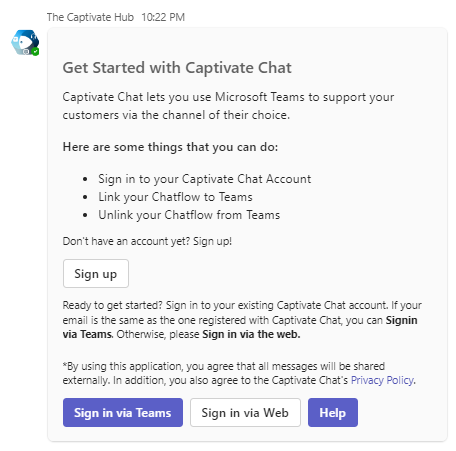 The Captivate Hub 10:22 PM
Get Started with Captivate Chat
Captivate Chat lets you use Microsoft Teams to support your
customers via the channel of their choice.
Here are some things that you can do:
• Sign in to your Captivate Chat Account
• Link your Chatflow to Teams
• Unlink your Chatflow from Teams
Don't have an account yet? Sign up!
Sign up
Ready to get started? Sign in to your existing Captivate Chat account. If your
email is the same as the one registered with Captivate Chat, you can Signin
via Teams. Otherwise, please Sign in via the web.
*By using this application, you agree that all messages will be shared
externally. In addition, you also agree to the Captivate Chat's Privacy Policy.
Sign in via Teams Sign in via Web Help